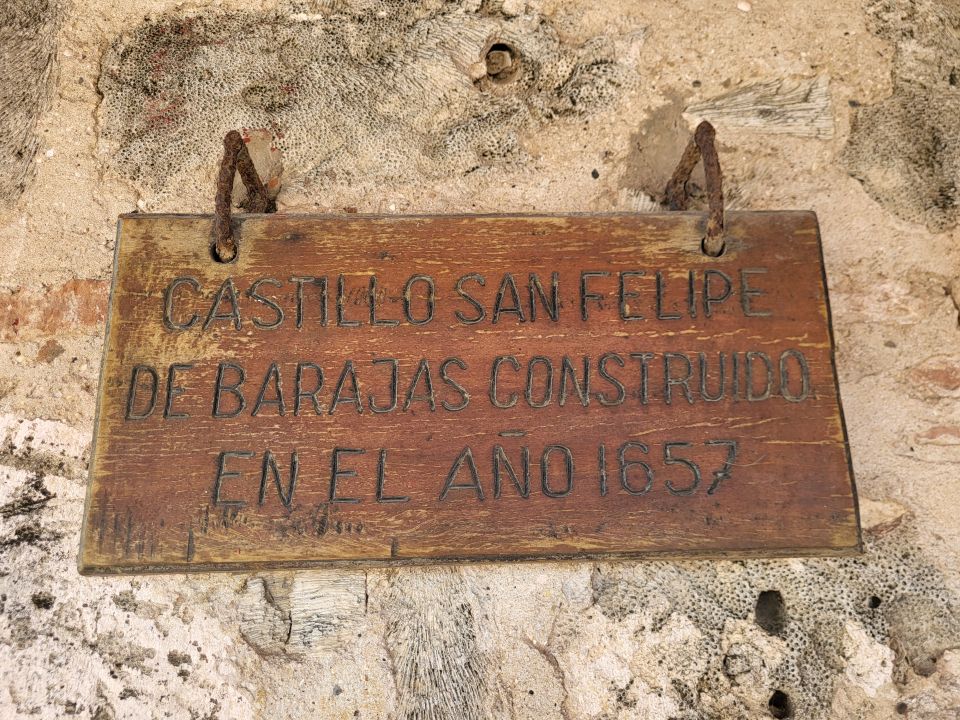 CASTILLO SAN FELIPE
DE BARAJAS CONSTRUIDO
EN EL AÑO 1657